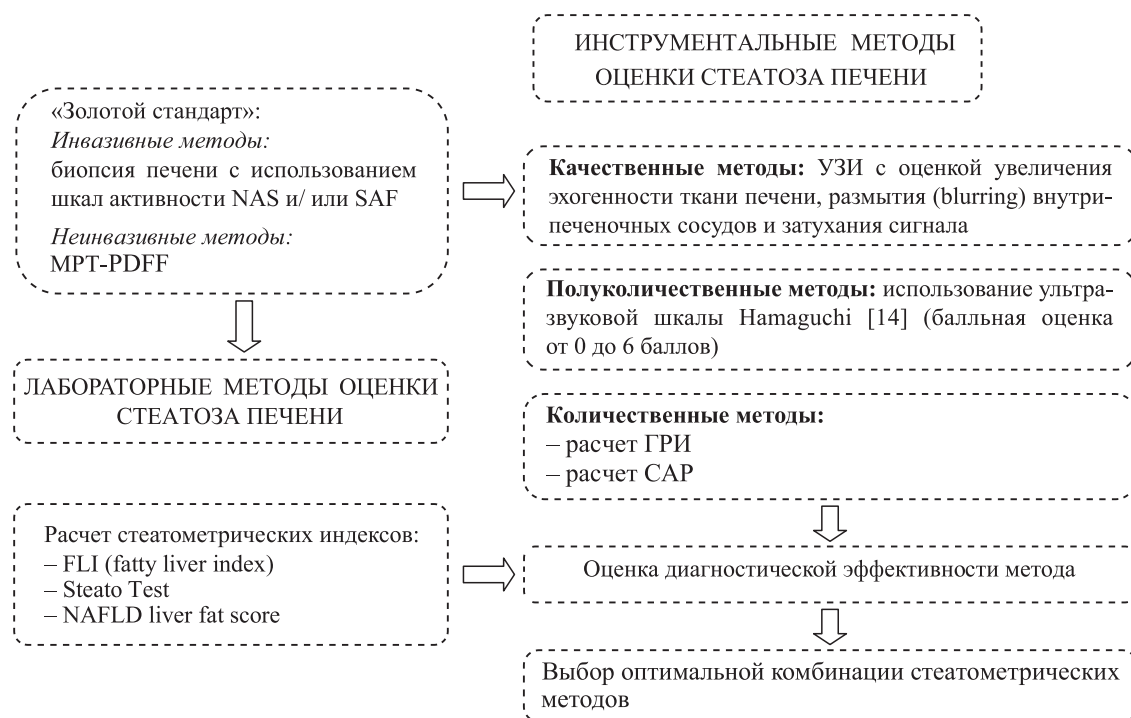 ИНСТРУМЕНТАЛЬНЫЕ МЕТОДЫ
ОЦЕНКИ СТЕАТОЗА ПЕЧЕНИ
«Золотой стандарт»:
Инвазивные методы:
биопсия печени с использованием
шкал активности NAS и/ или SAF
Неинвазивные методы:
МРТ-PDFF
Качественные методы: УЗИ с оценкой увеличения
эхогенности ткани печени, размытия (blurring) внутри-
печеночных сосудов и затухания сигнала
Полуколичественные методы: использование ультра-
звуковой шкалы Hamaguchi [14] (балльная оценка
от 0 до 6 баллов)
ЛАБОРАТОРНЫЕ МЕТОДЫ ОЦЕНКИ
СТЕАТОЗА ПЕЧЕНИ
Количественные методы:
– расчет ГРИ
– расчет CAP
Расчет стеатометрических индексов:
– FLI (fatty liver index)
– Steato Test
– NAFLD liver fat score
Оценка диагностической эффективности метода
Выбор оптимальной комбинации стеатометрических
методов